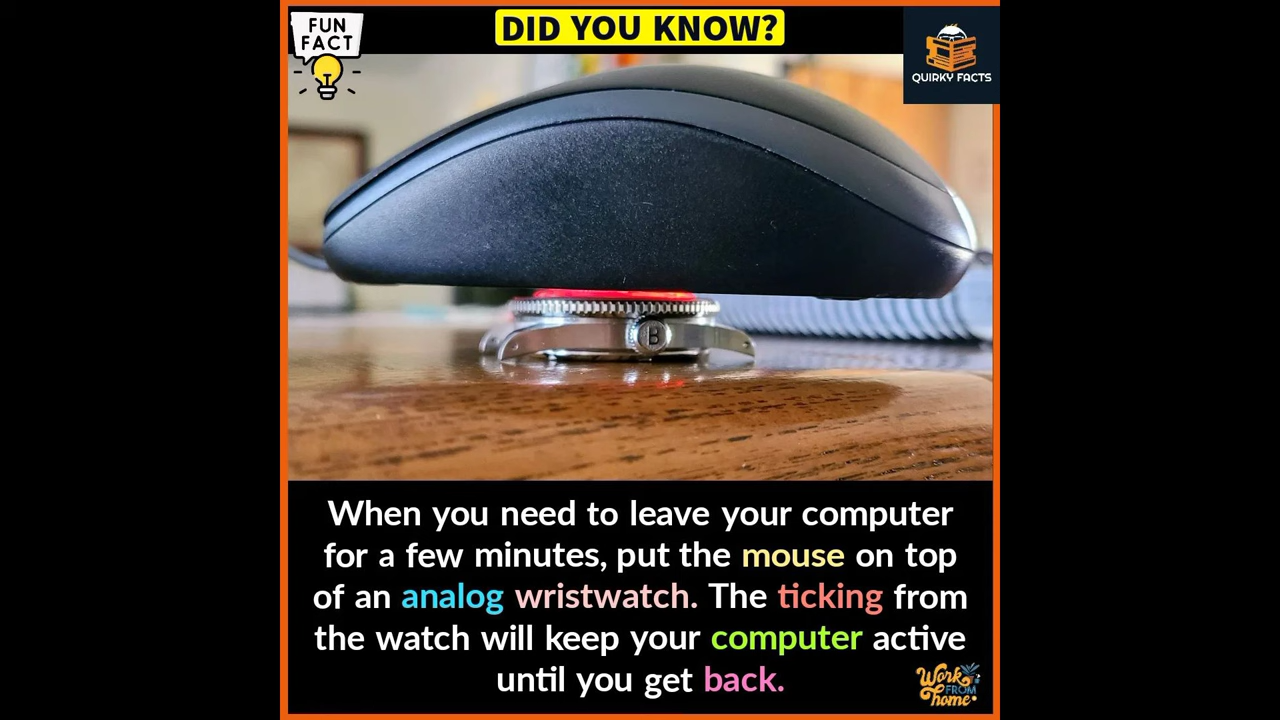 FUN
FACT
DID YOU KNOW?
QUIRKY FACTS
B
When you need to leave your computer
for a few minutes, put the mouse on top
of an analog wristwatch. The ticking from
the watch will keep your computer active
until you get back.
Work
FROM
home